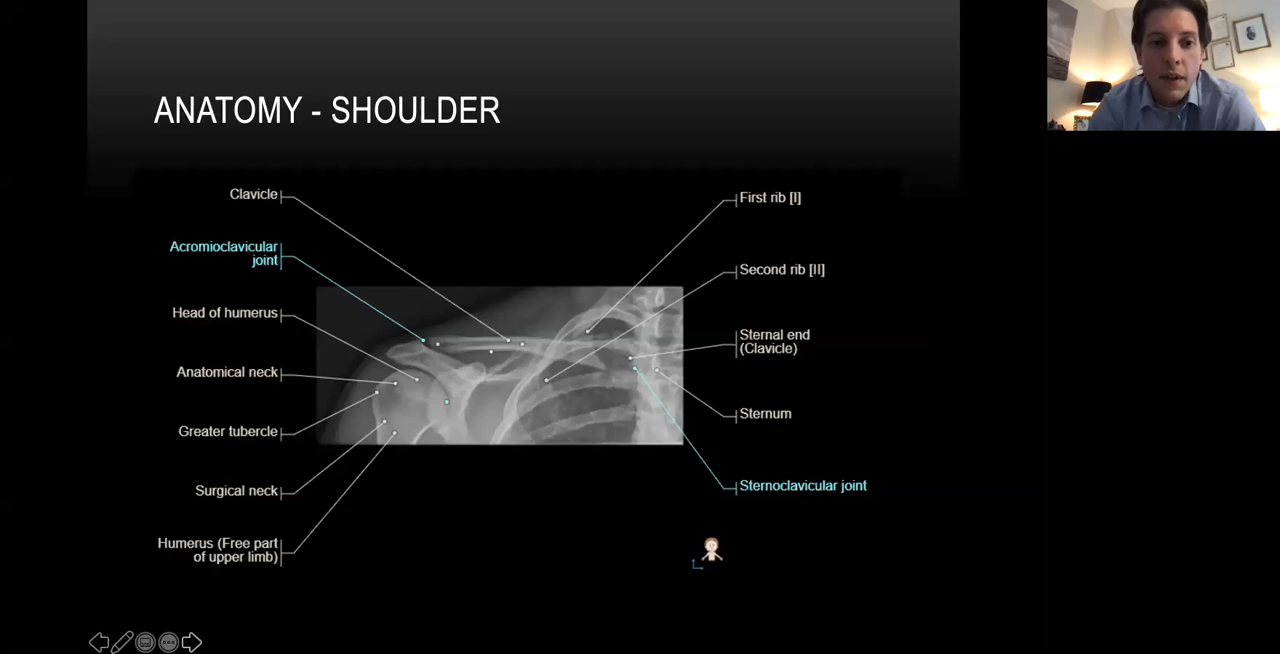 ANATOMY - SHOULDER
Clavicle
Acromioclavicular
joint
Head of humerus
Anatomical neck
Greater tubercle
Surgical neck
Humerus (Free part
of upper limb)
First rib [I]
Second rib [II]
Sternal end
(Clavicle)
Sternum
Sternoclavicular joint